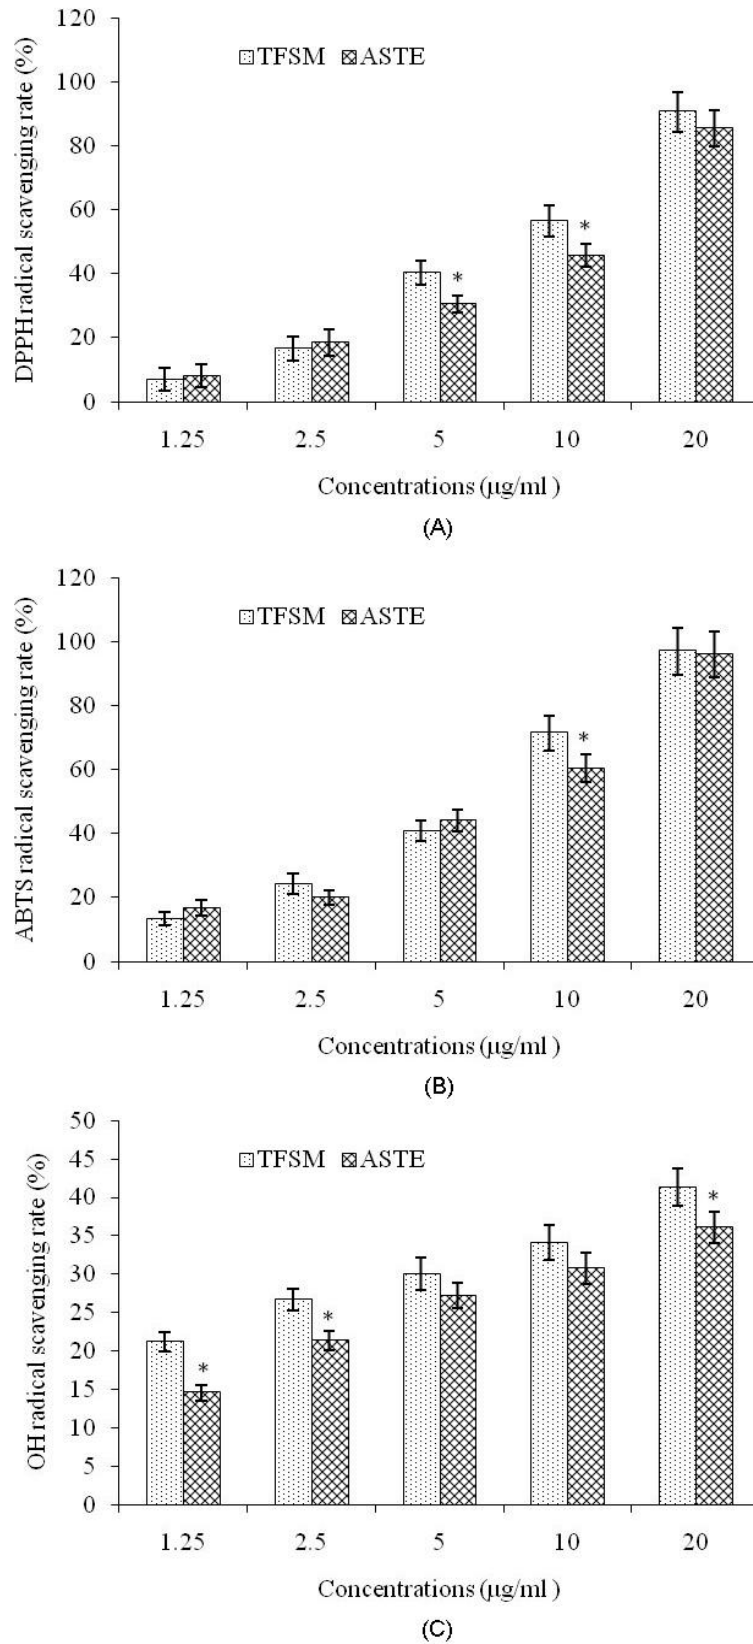 DPPH radical scavenging rate (%)
120
100
80
60
40
20
0
TFSM ASTE
*
*
1.25 2.5 5 10 20
Concentrations (μg/ml )
(A)
ABTS radical scavenging rate (%)
120
100
80
60
40
20
0
TFSM ASTE
*
1.25 2.5 5 10 20
Concentrations (μg/ml )
(B)
OH radical scavenging rate (%)
50
45
40
35
30
25
20
15
10
5
0
TFSM ASTE
*
*
*
1.25 2.5 5 10 20
Concentrations (μg/ml )
(C)